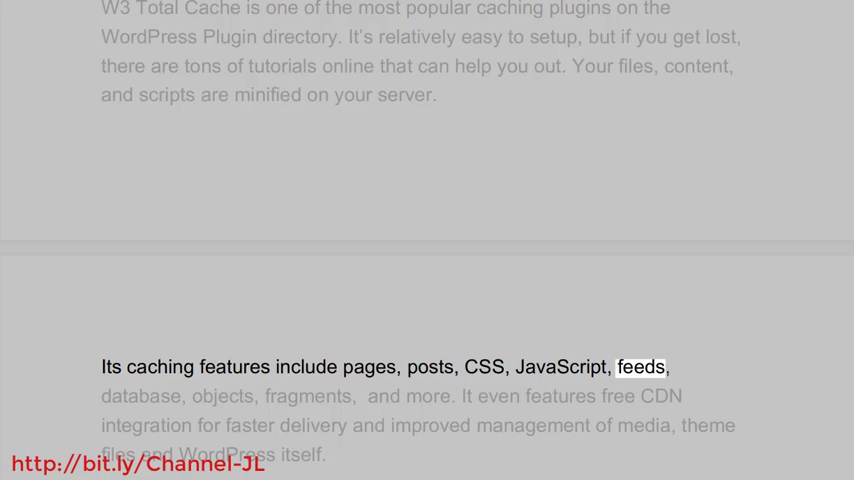 W3 Total Cache is one of the most popular caching plugins on the
WordPress Plugin directory. It's relatively easy to setup, but if you get lost,
there are tons of tutorials online that can help you out. Your files, content,
and scripts are minified on your server.
Its caching features include pages, posts, CSS, JavaScript, feeds,
database, objects, fragments,  and more. It even features free CDN
integration for faster delivery and improved management of media, theme
files and WordPress itself.
http://bit.ly/Channel-JL